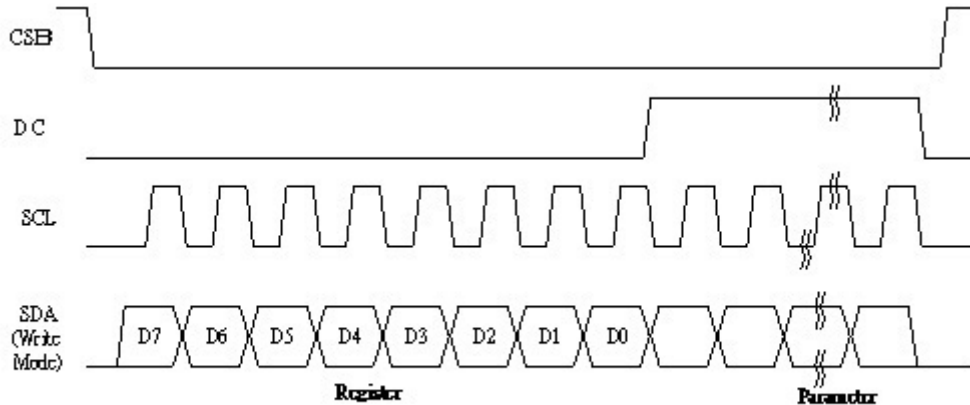 CSB
DC
SCL
SDA
(Write
Mode)
D7 D6 D5 D4 D3 D2 D1 D0
Register Parameter